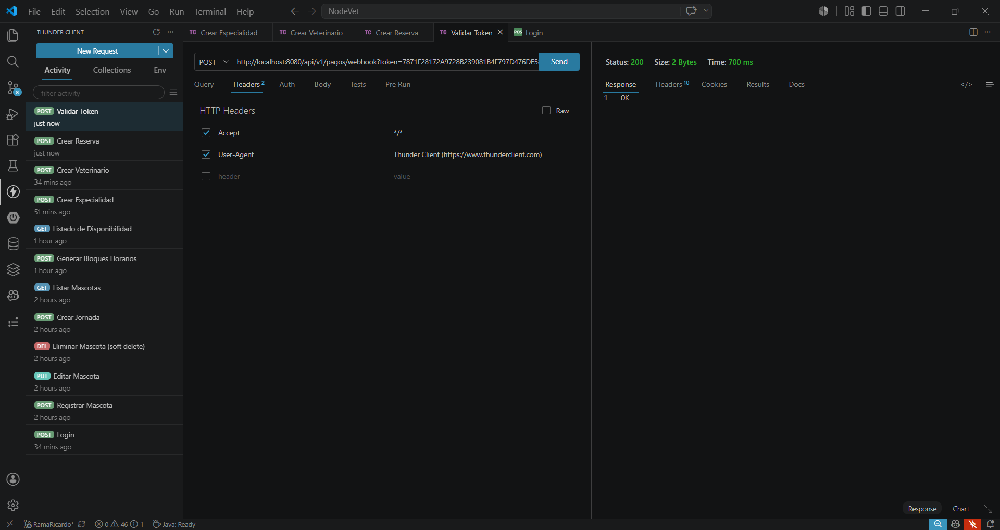 File Edit Selection View Go Run Terminal Help
NodeVet
THUNDER CLIENT
New Request
Activity Collections Env
filter activity
8
POST Validar Token
just now
POST Crear Reserva
just now
POST Crear Veterinario
34 mins ago
POST Crear Especialidad
51 mins ago
GET Listado de Disponibilidad
1 hour ago
POST Generar Bloques Horarios
1 hour ago
GET Listar Mascotas
2 hours ago
POST Crear Jornada
2 hours ago
DEL Eliminar Mascota (soft delete)
2 hours ago
PUT Editar Mascota
2 hours ago
POST Registrar Mascota
2 hours ago
POST Login
34 mins ago
TC Crear Especialidad TC Crear Veterinario TC Crear Reserva TC Validar Token POS Login
POST http://localhost:8080/api/v1/pagos/webhook?token=7871F28172A9728B239081B4F797D476DE5 Send
Query Headers 2 Auth Body Tests Pre Run
HTTP Headers Raw
Accept */*
User-Agent Thunder Client (https://www.thunderclient.com)
header value
Status: 200 Size: 2 Bytes Time: 700 ms
Response Headers 10 Cookies Results Docs </>
1 OK
Response Chart
RamaRicardo* 0 46 1 Java: Ready